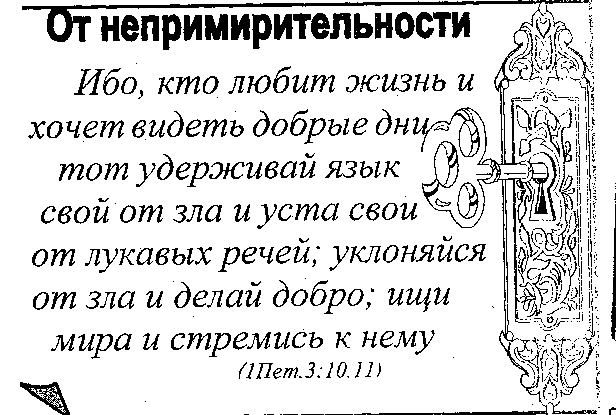 От непримирительности
Ибо, кто любит жизнь и
хочет видеть добрые дни
тот удерживай язык
свой от зла и уста свои
от лукавых речей; уклоняйся
от зла и делай добро; ищи
мира и стремись к нему
(1Пет.3:10.11)